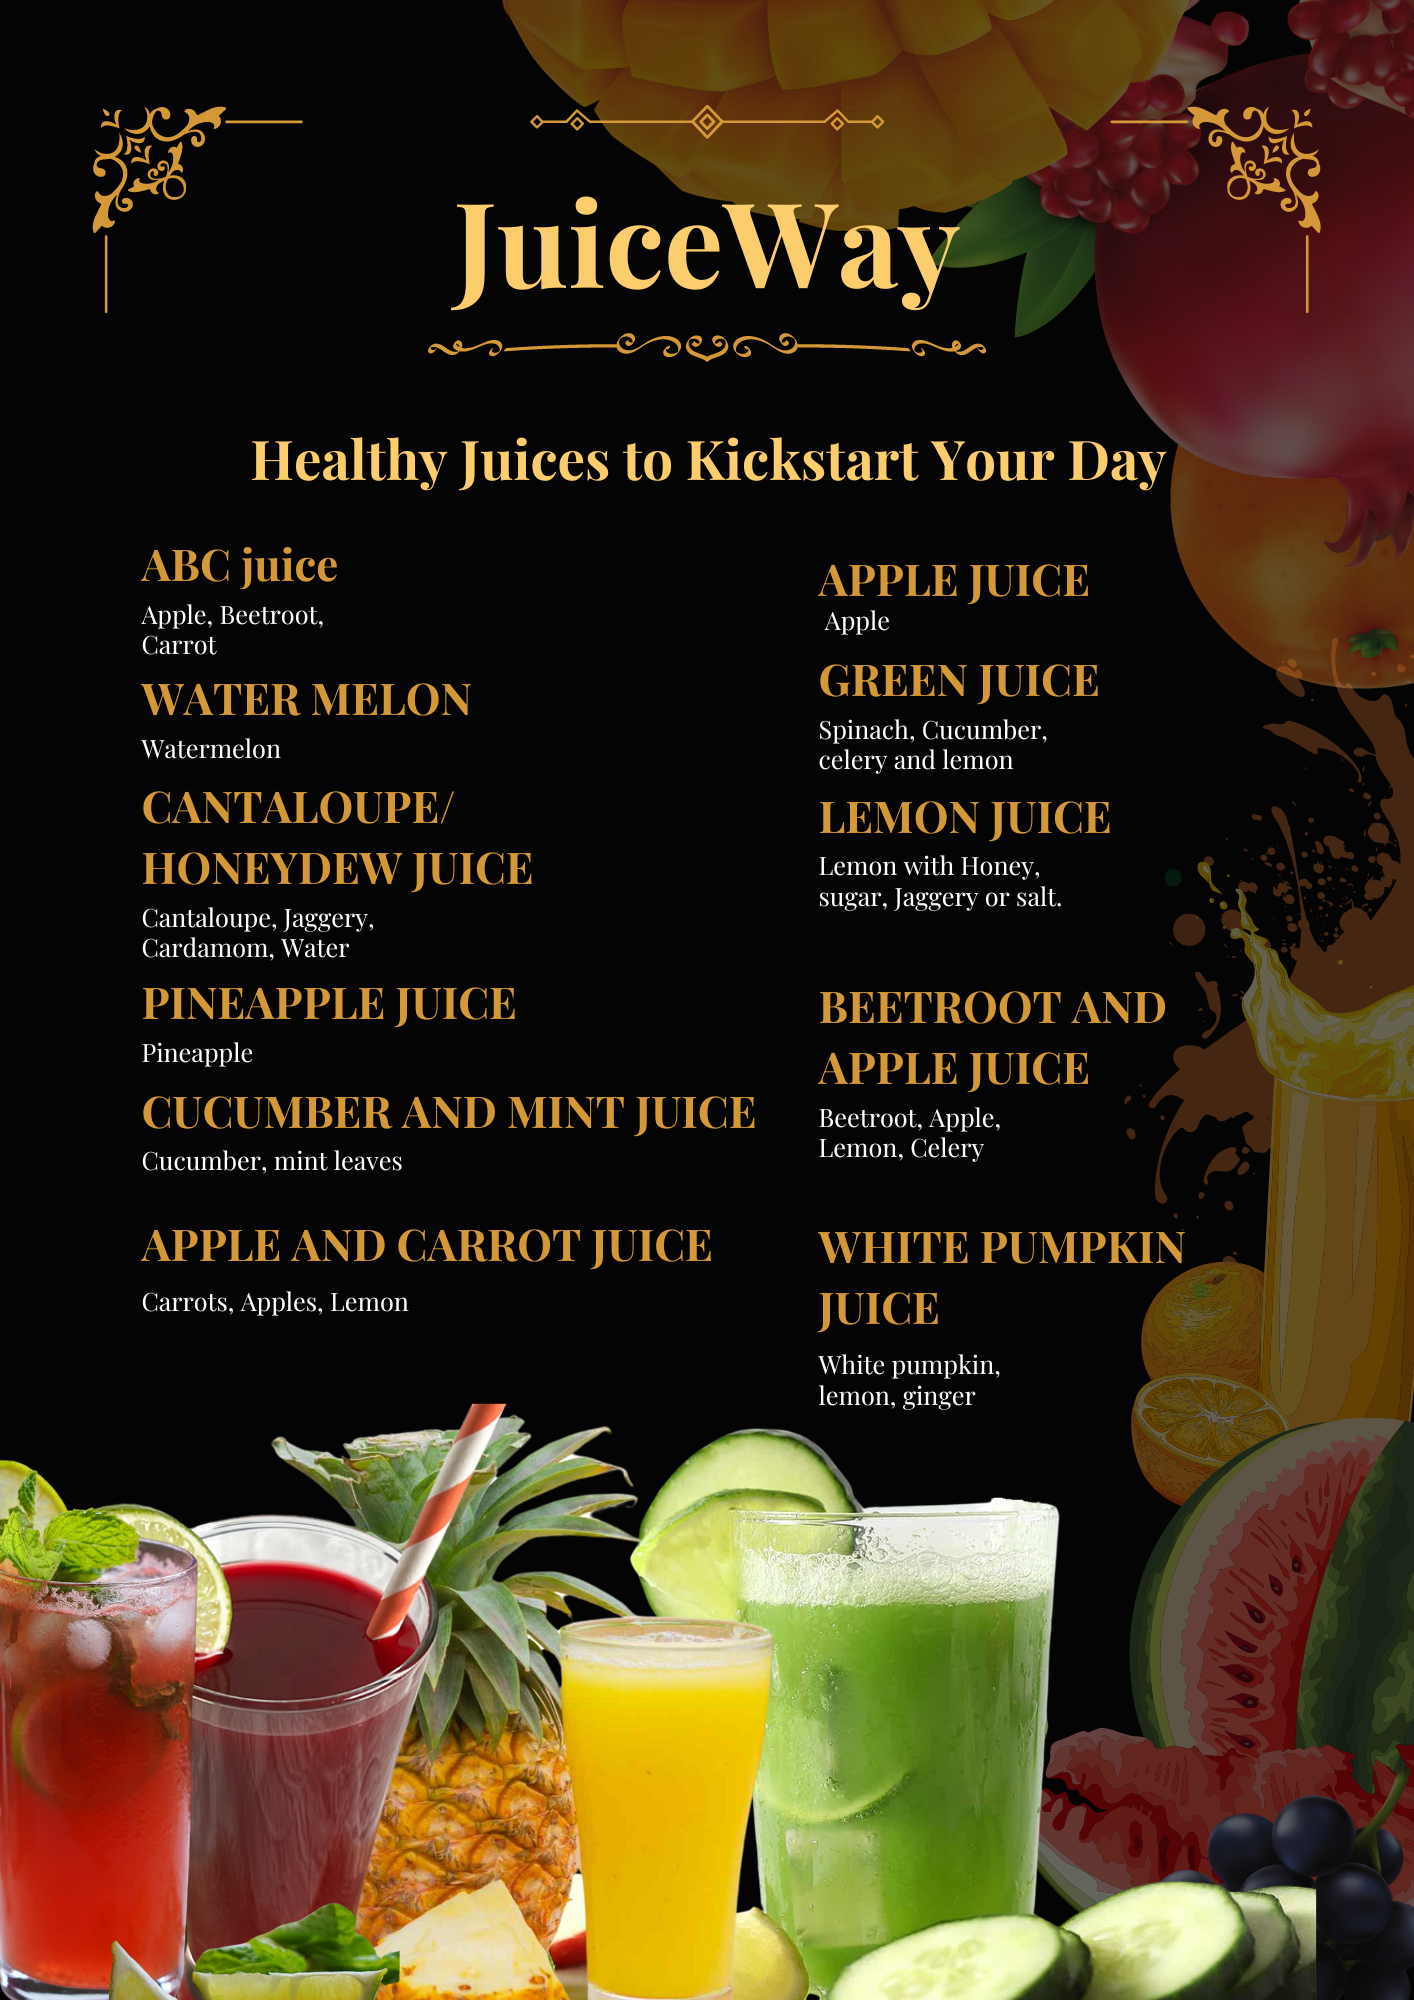 JuiceWay
Healthy Juices to Kickstart Your Day
ABC juice
Apple, Beetroot,
Carrot
WATER MELON
Watermelon
CANTALOUPE/
HONEYDEW JUICE
Cantaloupe, Jaggery,
Cardamom, Water
PINEAPPLE JUICE
Pineapple
CUCUMBER AND MINT JUICE
Cucumber, mint leaves
APPLE AND CARROT JUICE
Carrots, Apples, Lemon
APPLE JUICE
Apple
GREEN JUICE
Spinach, Cucumber,
celery and lemon
LEMON JUICE
Lemon with Honey,
sugar, Jaggery or salt.
BEETROOT AND
APPLE JUICE
Beetroot, Apple,
Lemon, Celery
WHITE PUMPKIN
JUICE
White pumpkin,
lemon, ginger